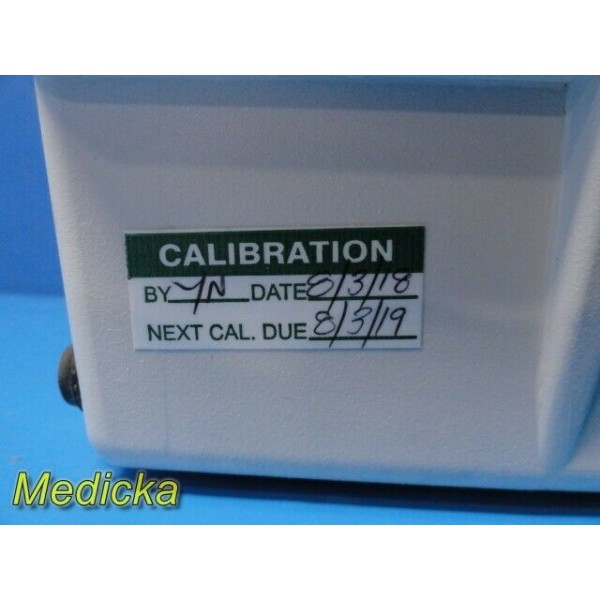 CALIBRATION
BY YN DATE 8/3/18
NEXT CAL. DUE 8/3/19
Medicka